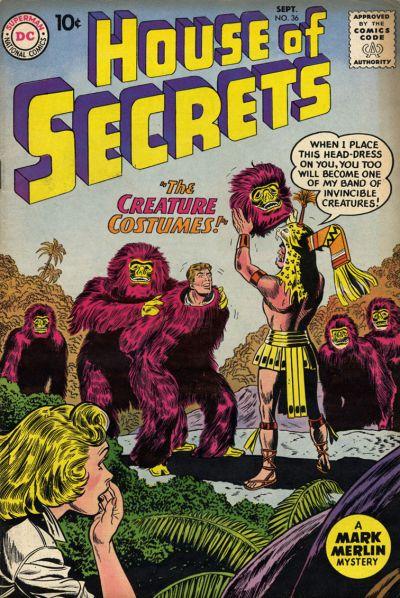 SUPERMAN
DC
NATIONAL COMICS
10¢
SEPT.
NO. 36
APPROVED
BY THE
COMICS
CODE
CA
AUTHORITY
HOUSE of
SECRETS
"The
CREATURE
COSTUMES!"
WHEN I PLACE
THIS HEAD-DRESS
ON YOU, YOU TOO
WILL BECOME ONE
OF MY BAND OF
INVINCIBLE
CREATURES!
A
MARK
MERLIN
MYSTERY